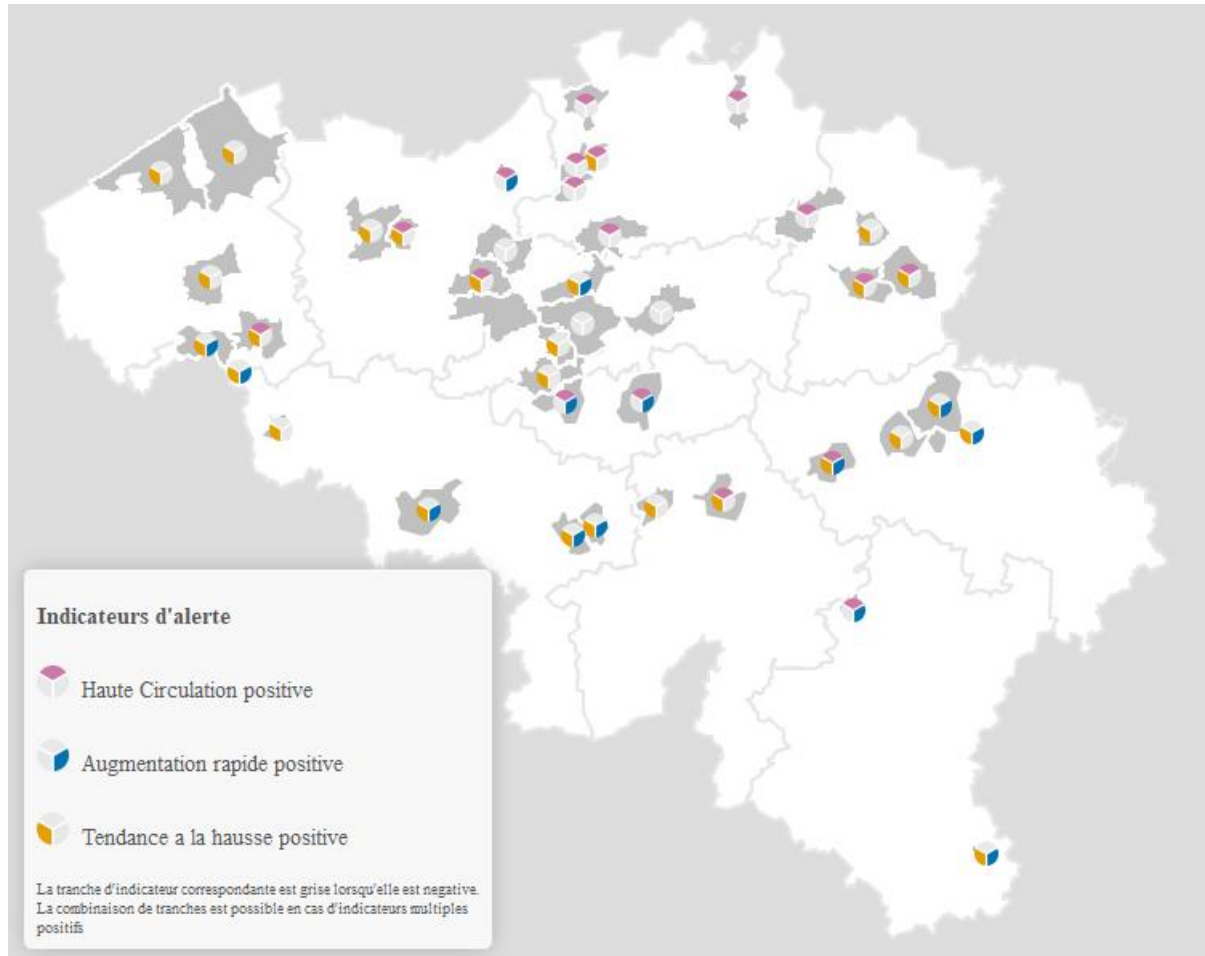 Indicateurs d'alerte
Haute Circulation positive
Augmentation rapide positive
Tendance a la hausse positive
La tranche d'indicateur correspondante est grise lorsqu'elle est negative.
La combinaison de tranches est possible en cas d'indicateurs multiples
positifs